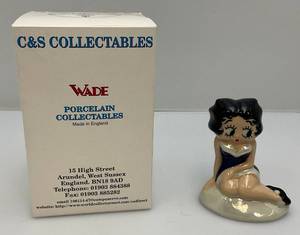 C&S COLLECTABLES
WADE
PORCELAIN
COLLECTABLES
Made in England
15 High Street
Arundel, West Sussex
England. BN18 9AD
Telephone: 01903 884388
Fax: 01903 885282